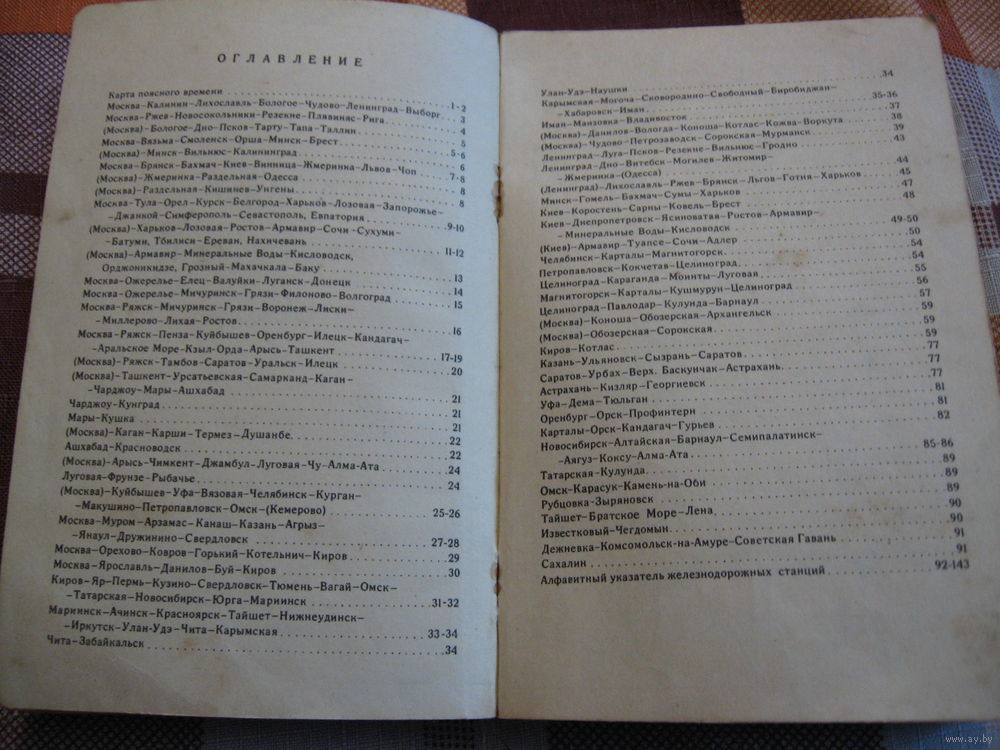 ОГЛАВЛЕНИЕ
Карта поясного времени 1-2
Москва–Калинин–Лихославль–Бологое–Чудово–Ленинград–Выборг 3
Москва–Ржев–Новосокольники–Резекне–Плявиняс–Рига 4
(Москва)–Бологое–Дно–Псков–Тарту–Тапа–Таллин 4
Москва–Вязьма–Смоленск–Орша–Минск–Брест 5
(Москва)–Минск–Вильнюс–Калининград 5-6
Москва–Брянск–Бахмач–Киев–Винница–Жмеринка–Львов–Чоп 6
(Москва)–Жмеринка–Раздельная–Одесса 7-8
(Москва)–Раздельная–Кишинев–Унгены 8
Москва–Тула–Орел–Курск–Белгород–Харьков–Лозовая–Запорожье– 8
–Джанкой–Симферополь–Севастополь, Евпатория 9-10
(Москва)–Харьков–Лозовая–Ростов–Армавир–Сочи–Сухуми–
–Батуми, Тбилиси–Ереван, Нахичевань 11-12
(Москва)–Армавир–Минеральные Воды–Кисловодск,
Орджоникидзе, Грозный–Махачкала–Баку 13
Москва–Ожерелье–Елец–Валуйки–Луганск–Донецк 14
Москва–Ожерелье–Мичуринск–Грязи–Филоново–Волгоград 15
Москва–Ряжск–Мичуринск–Грязи–Воронеж–Лиски–
–Миллерово–Лихая–Ростов 16
Москва–Ряжск–Пенза–Куйбышев–Оренбург–Илецк–Кандагач–
–Аральское Море–Кзыл-Орда–Арысь–Ташкент 17-19
(Москва)–Ряжск–Тамбов–Саратов–Уральск–Илецк 20
(Москва)–Ташкент–Урсатьевская–Самарканд–Каган–
–Чарджоу–Мары–Ашхабад 21
Чарджоу–Кунград 21
Мары–Кушка 21
(Москва)–Каган–Карши–Термез–Душанбе 22
Ашхабад–Красноводск 22
(Москва)–Арысь–Чимкент–Джамбул–Луговая–Чу–Алма-Ата 24
Луговая–Фрунзе–Рыбачье 24
(Москва)–Куйбышев–Уфа–Вязовая–Челябинск–Курган–
–Макушино–Петропавловск–Омск–(Кемерово) 25-26
Москва–Муром–Арзамас–Канаш–Казань–Агрыз–
–Янаул–Дружинино–Свердловск 27-28
Москва–Орехово–Ковров–Горький–Котельнич–Киров 29
Москва–Ярославль–Данилов–Буй–Киров 30
Киров–Яр–Пермь–Кузино–Свердловск–Тюмень–Вагай–Омск–
–Татарская–Новосибирск–Юрга–Мариинск 31-32
Мариинск–Ачинск–Красноярск–Тайшет–Нижнеудинск–
–Иркутск–Улан-Удэ–Чита–Карымская 33-34
Чита–Забайкальск 34
Улан-Удэ–Наушки 34
Карымская–Могоча–Сковородино–Свободный–Биробиджан–
–Хабаровск–Иман 35-36
Иман–Манзовка–Владивосток 37
(Москва)–Данилов–Вологда–Коноша–Котлас–Кожва–Воркута 38
(Москва)–Чудово–Петрозаводск–Сорокская–Мурманск 39
Ленинград–Луга–Псков–Резекне–Вильнюс–Гродно 43
Ленинград–Дно–Витебск–Могилев–Житомир–
–Жмеринка–(Одесса) 44
(Ленинград)–Лихославль–Ржев–Брянск–Льгов–Готня–Харьков 45
Минск–Гомель–Бахмач–Сумы–Харьков 47
Киев–Коростень–Сарны–Ковель–Брест 48
Киев–Днепропетровск–Ясиноватая–Ростов–Армавир–
–Минеральные Воды–Кисловодск 49-50
(Киев)–Армавир–Туапсе–Сочи–Адлер 50
Челябинск–Карталы–Магнитогорск 54
Петропавловск–Кокчетав–Целиноград 54
Целиноград–Караганда–Моинты–Луговая 55
Магнитогорск–Карталы–Кушмурун–Целиноград 56
Целиноград–Павлодар–Кулунда–Барнаул 57
(Москва)–Коноша–Обозерская–Архангельск 59
(Москва)–Обозерская–Сорокская 59
Киров–Котлас 59
Казань–Ульяновск–Сызрань–Саратов 77
Саратов–Урбах–Верх. Баскунчак–Астрахань 77
Астрахань–Кизляр–Георгиевск 77
Уфа–Дема–Тюльган 81
Оренбург–Орск–Профинтерн 81
Карталы–Орск–Кандагач–Гурьев 82
Новосибирск–Алтайская–Барнаул–Семипалатинск–
–Аягуз–Коксу–Алма-Ата 85-86
Татарская–Кулунда 89
Омск–Карасук–Камень-на-Оби 89
Рубцовка–Зыряновск 89
Тайшет–Братское Море–Лена 90
Известковый–Чегдомын 90
Дежневка–Комсомольск-на-Амуре–Советская Гавань 91
Сахалин 91
Алфавитный указатель железнодорожных станций 92-143
www.ay.by